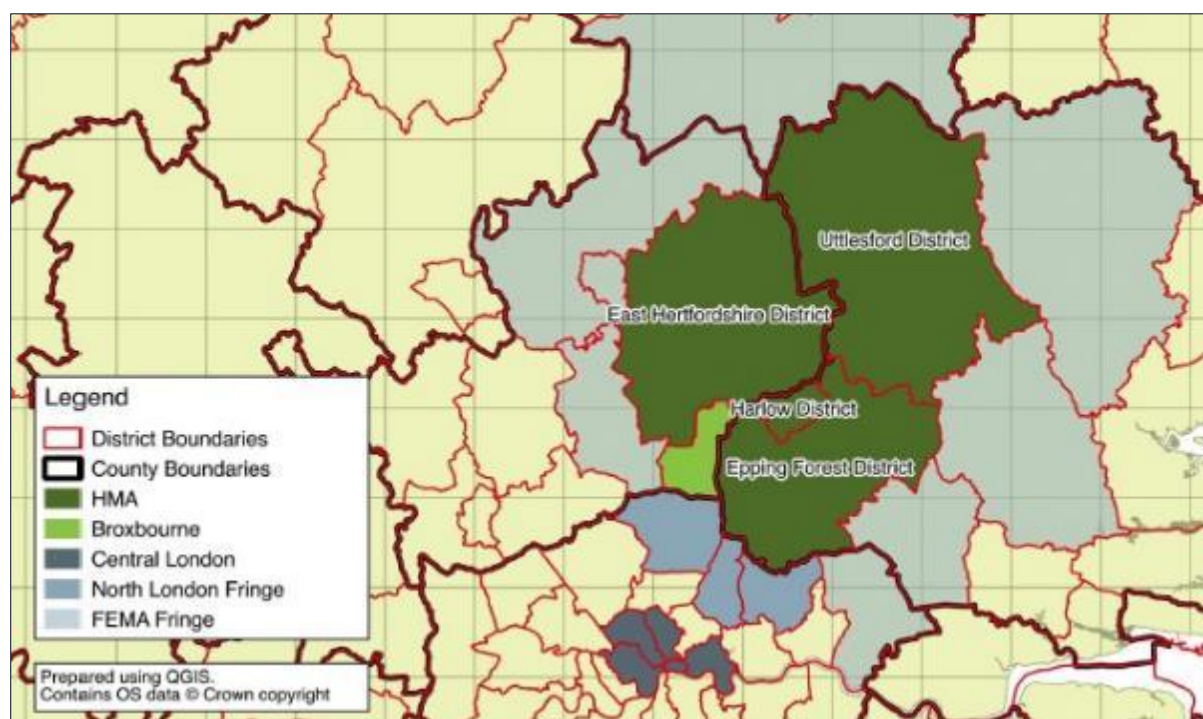 Uttlesford District
East Hertfordshire District
Harlow District
Epping Forest District
Legend
District Boundaries
County Boundaries
HMA
Broxbourne
Central London
North London Fringe
FEMA Fringe
Prepared using QGIS.
Contains OS data © Crown copyright